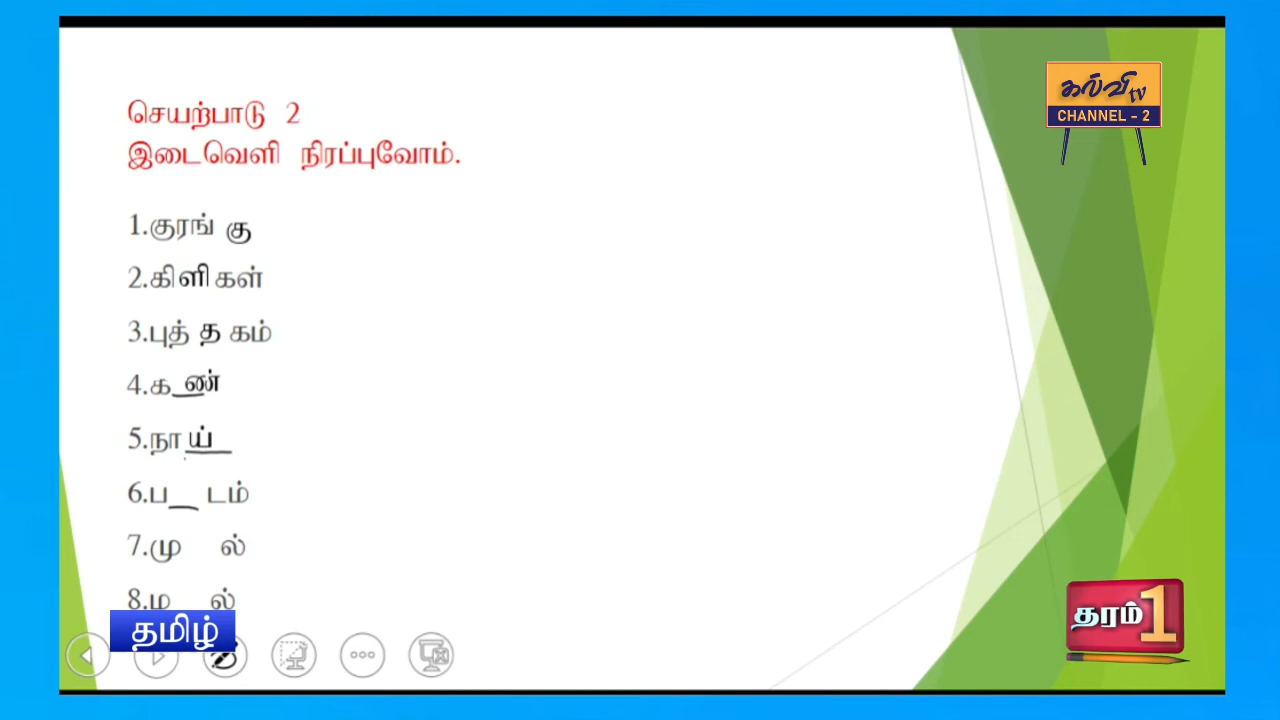 செயற்பாடு 2
இடைவெளி நிரப்புவோம்.
1.குரங் கு
2.கிளிகள்
3.புத் த கம்
4.க ண்
5.நாய்
6.ப__ டம்
7.மு ல்
8.ம ல்
கல்வி tv
CHANNEL - 2
தரம் 1
தமிழ்